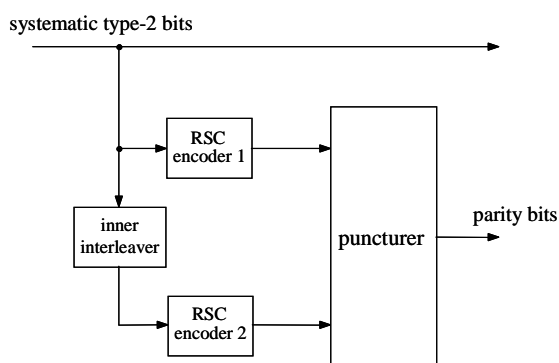 systematic type-2 bits
RSC
encoder 1
inner
interleaver
puncturer
parity bits
RSC
encoder 2